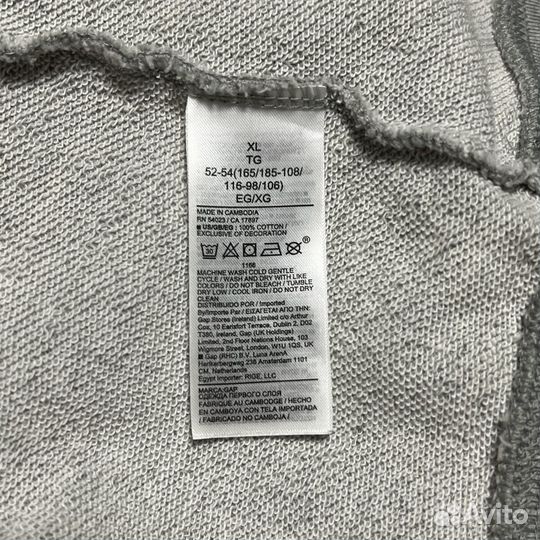 XL
TG
52-54(165/185-108/
116-98/106)
EG/XG
MADE IN CAMBODIA
RN 54023 / CA 17897
■ US/GB/EG : 100% COTTON /
EXCLUSIVE OF DECORATION
30
1166
MACHINE WASH COLD GENTLE
CYCLE / WASH AND DRY WITH LIKE
COLORS / DO NOT BLEACH / TUMBLE
DRY LOW / COOL IRON / DO NOT DRY
CLEAN
DISTRIBUIDO POR / Imported
By/Importe Par / ΕΙΣΑΓΕΤΑΙ ΑΠΟ ΤΗΝ:
Gap Stores (Ireland) Limited c/o Arthur
Cox, 10 Earlsfort Terrace, Dublin 2, D02
T380, Ireland, Gap (UK Holdings)
Limited, 2nd Floor Nations House, 103
Wigmore Street, London, W1U 1QS, UK
■ Gap (RHC) B.V. Luna ArenA
Herikerbergweg 238 Amsterdam 1101
CM, Netherlands
Egypt Importer: RIGE, LLC
MARCA:GAP
ОДЕЖДА ПЕРВОГО СЛОЯ
FABRIQUE AU CAMBODGE / HECHO
EN CAMBOYA CON TELA IMPORTADA
/ FABRICADO NO CAMBOJA /
Avito